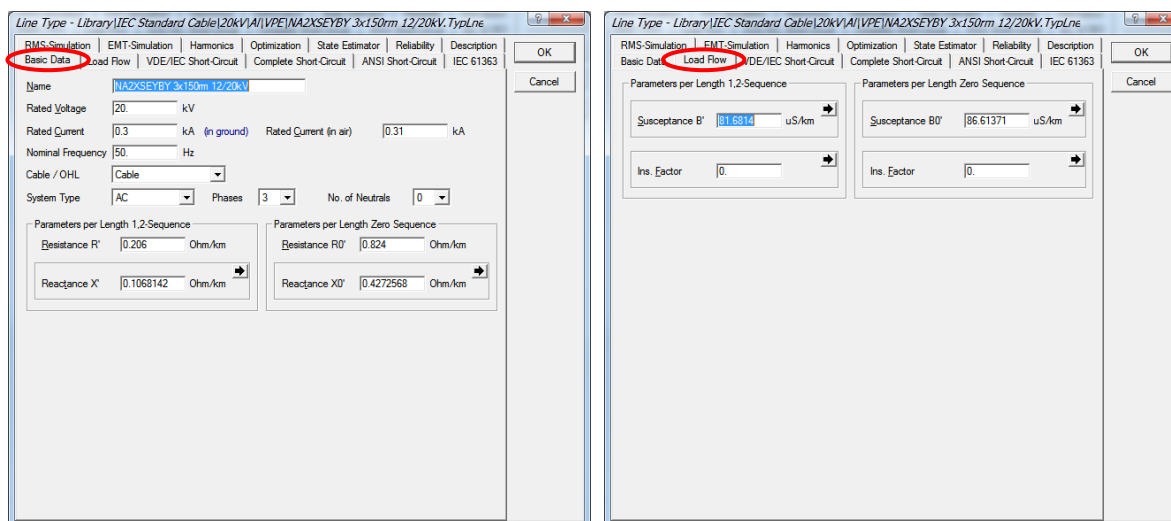 Line Type - Library\IEC Standard Cable\20kV\Al\VPE\NA2XSEYBY 3x150rm 12/20kV.TypLne
RMS-Simulation EMT-Simulation Harmonics Optimization State Estimator Reliability Description
Basic Data Load Flow VDE/IEC Short-Circuit Complete Short-Circuit ANSI Short-Circuit IEC 61363
OK
Cancel
Name NA2XSEYBY 3x150rm 12/20kV
Rated Voltage 20. kV
Rated Current 0.3 kA (in ground) Rated Current (in air) 0.31 kA
Nominal Frequency 50. Hz
Cable / OHL Cable
System Type AC Phases 3 No. of Neutrals 0
Parameters per Length 1,2-Sequence Parameters per Length Zero Sequence
Resistance R' 0.206 Ohm/km Resistance R0' 0.824 Ohm/km
Reactance X' 0.1068142 Ohm/km Reactance X0' 0.4272568 Ohm/km
Line Type - Library\IEC Standard Cable\20kV\Al\VPE\NA2XSEYBY 3x150rm 12/20kV.TypLne
RMS-Simulation EMT-Simulation Harmonics Optimization State Estimator Reliability Description
Basic Data Load Flow VDE/IEC Short-Circuit Complete Short-Circuit ANSI Short-Circuit IEC 61363
OK
Cancel
Parameters per Length 1,2-Sequence Parameters per Length Zero Sequence
Susceptance B' 81.6814 uS/km Susceptance B0' 86.61371 uS/km
Ins. Factor 0. Ins. Factor 0.